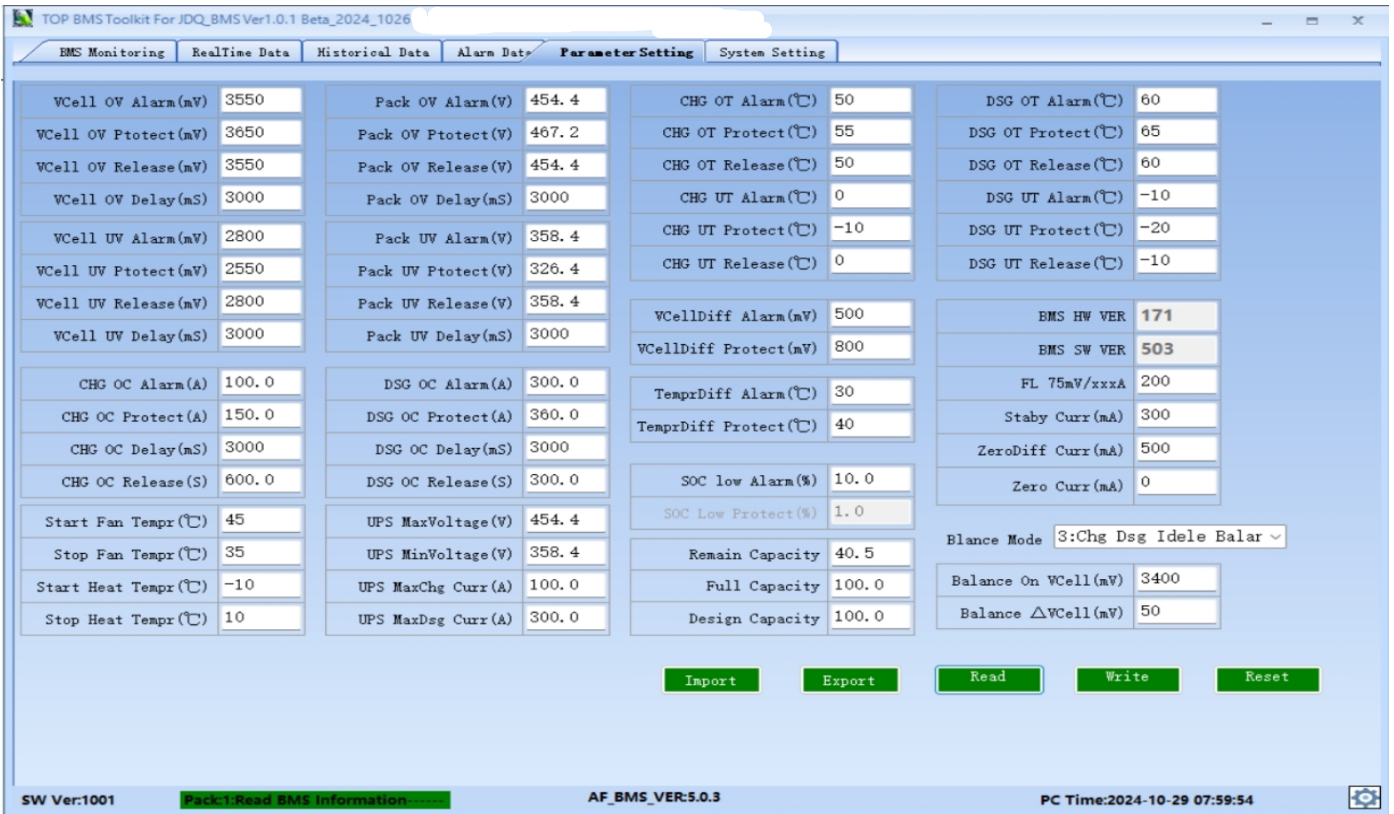 TOP BMS Toolkit For JDQ_BMS Ver1.0.1 Beta_2024_1026
BMS Monitoring RealTime Data Historical Data Alarm Data Parameter Setting System Setting
VCell OV Alarm(mV) 3550
VCell OV Ptotect(mV) 3650
VCell OV Release(mV) 3550
VCell OV Delay(mS) 3000
VCell UV Alarm(mV) 2800
VCell UV Ptotect(mV) 2550
VCell UV Release(mV) 2800
VCell UV Delay(mS) 3000
CHG OC Alarm(A) 100.0
CHG OC Protect(A) 150.0
CHG OC Delay(mS) 3000
CHG OC Release(S) 600.0
Start Fan Tempr(℃) 45
Stop Fan Tempr(℃) 35
Start Heat Tempr(℃) -10
Stop Heat Tempr(℃) 10
Pack OV Alarm(V) 454.4
Pack OV Ptotect(V) 467.2
Pack OV Release(V) 454.4
Pack OV Delay(mS) 3000
Pack UV Alarm(V) 358.4
Pack UV Ptotect(V) 326.4
Pack UV Release(V) 358.4
Pack UV Delay(mS) 3000
DSG OC Alarm(A) 300.0
DSG OC Protect(A) 360.0
DSG OC Delay(mS) 3000
DSG OC Release(S) 300.0
UPS MaxVoltage(V) 454.4
UPS MinVoltage(V) 358.4
UPS MaxChg Curr(A) 100.0
UPS MaxDsg Curr(A) 300.0
CHG OT Alarm(℃) 50
CHG OT Protect(℃) 55
CHG OT Release(℃) 50
CHG UT Alarm(℃) 0
CHG UT Protect(℃) -10
CHG UT Release(℃) 0
VCellDiff Alarm(mV) 500
VCellDiff Protect(mV) 800
TemprDiff Alarm(℃) 30
TemprDiff Protect(℃) 40
SOC low Alarm(%) 10.0
SOC Low Protect(%) 1.0
Remain Capacity 40.5
Full Capacity 100.0
Design Capacity 100.0
DSG OT Alarm(℃) 60
DSG OT Protect(℃) 65
DSG OT Release(℃) 60
DSG UT Alarm(℃) -10
DSG UT Protect(℃) -20
DSG UT Release(℃) -10
BMS HW VER 171
BMS SW VER 503
FL 75mV/xxxA 200
Staby Curr(mA) 300
ZeroDiff Curr(mA) 500
Zero Curr(mA) 0
Blance Mode 3:Chg Dsg Idele Balar
Balance On VCell(mV) 3400
Balance △VCell(mV) 50
Import Export Read Write Reset
SW Ver:1001 Pack:1:Read BMS Information------ AF_BMS_VER:5.0.3 PC Time:2024-10-29 07:59:54